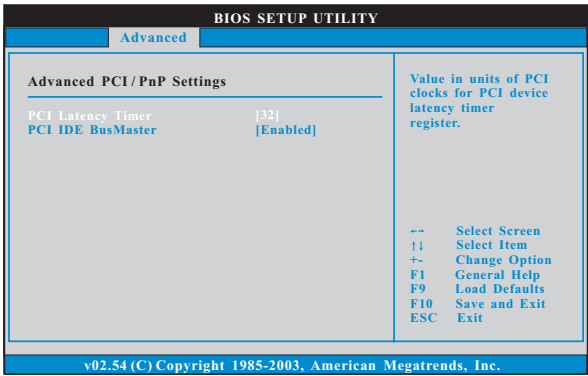 BIOS SETUP UTILITY
Advanced
Advanced PCI / PnP Settings
PCI Latency Timer [32]
PCI IDE BusMaster [Enabled]
Value in units of PCI
clocks for PCI device
latency timer
register.
←→ Select Screen
↑↓ Select Item
+- Change Option
F1 General Help
F9 Load Defaults
F10 Save and Exit
ESC Exit
v02.54 (C) Copyright 1985-2003, American Megatrends, Inc.